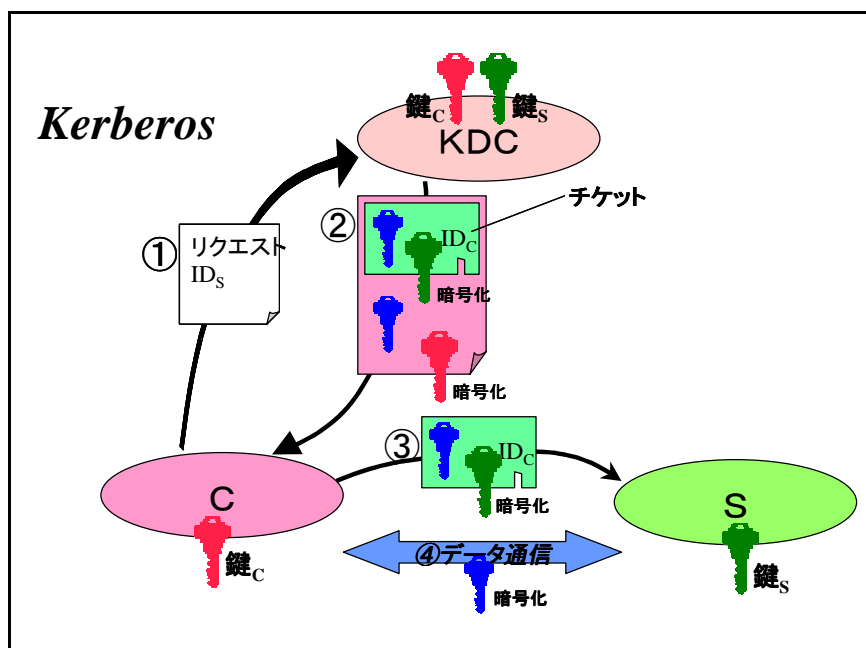 Kerberos
鍵C
鍵S
KDC
チケット
①
リクエスト
IDS
②
IDC
暗号化
暗号化
③
IDC
暗号化
C
鍵C
S
鍵S
④データ通信
暗号化